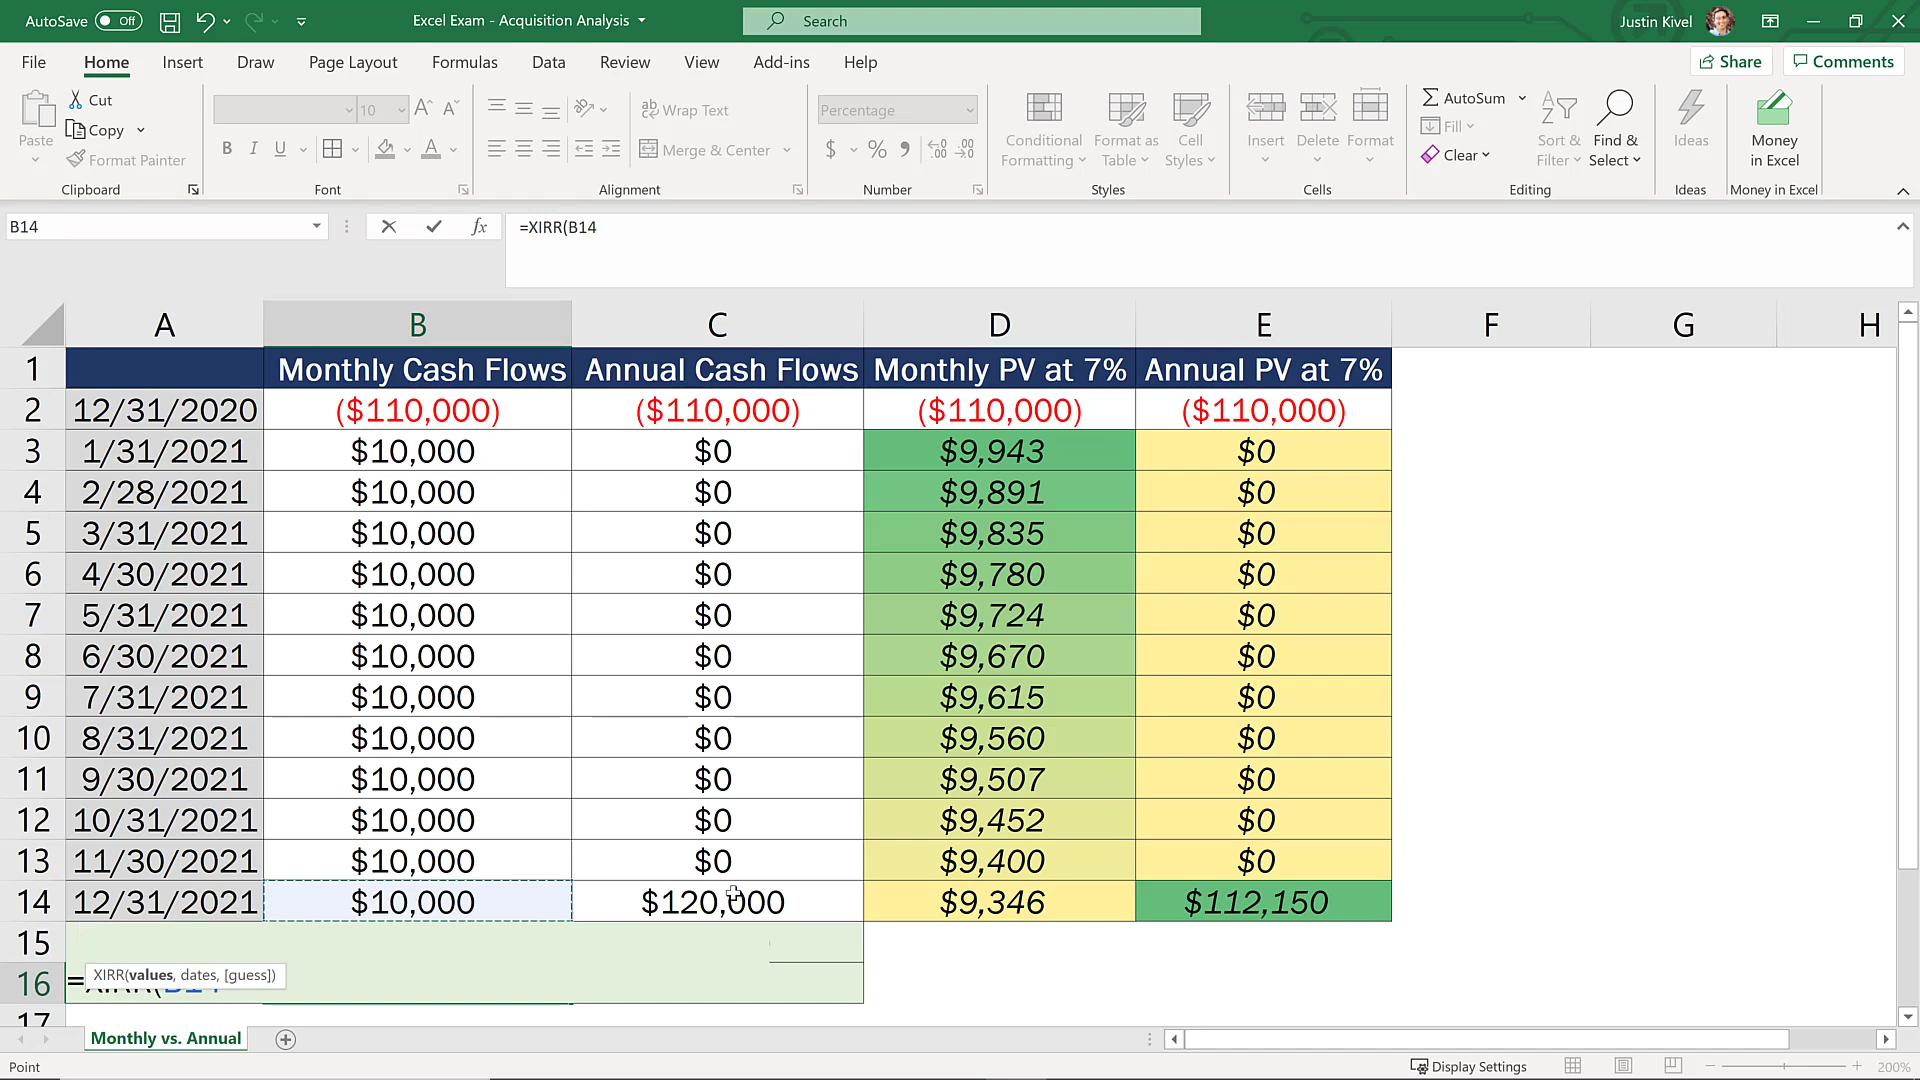 AutoSave Off Excel Exam - Acquisition Analysis Search Justin Kivel
File Home Insert Draw Page Layout Formulas Data Review View Add-ins Help Share Comments
Paste Cut Copy Format Painter
Clipboard
10
Font
Wrap Text
Merge & Center
Alignment
Percentage
$ % 9 .00 .00
Number
Conditional Formatting Format as Table Cell Styles
Styles
Insert Delete Format
Cells
AutoSum Fill Clear Sort & Filter Find & Select
Editing
Ideas
Ideas
Money in Excel
Money in Excel
B14 fx =XIRR(B14
A B C D E F G H
1 Monthly Cash Flows Annual Cash Flows Monthly PV at 7% Annual PV at 7%
2 12/31/2020 ($110,000) ($110,000) ($110,000) ($110,000)
3 1/31/2021 $10,000 $0 $9,943 $0
4 2/28/2021 $10,000 $0 $9,891 $0
5 3/31/2021 $10,000 $0 $9,835 $0
6 4/30/2021 $10,000 $0 $9,780 $0
7 5/31/2021 $10,000 $0 $9,724 $0
8 6/30/2021 $10,000 $0 $9,670 $0
9 7/31/2021 $10,000 $0 $9,615 $0
10 8/31/2021 $10,000 $0 $9,560 $0
11 9/30/2021 $10,000 $0 $9,507 $0
12 10/31/2021 $10,000 $0 $9,452 $0
13 11/30/2021 $10,000 $0 $9,400 $0
14 12/31/2021 $10,000 $120,000 $9,346 $112,150
15
XIRR(values, dates, [guess])
16 =XIRR(B14
17
Monthly vs. Annual
Point Display Settings 200%